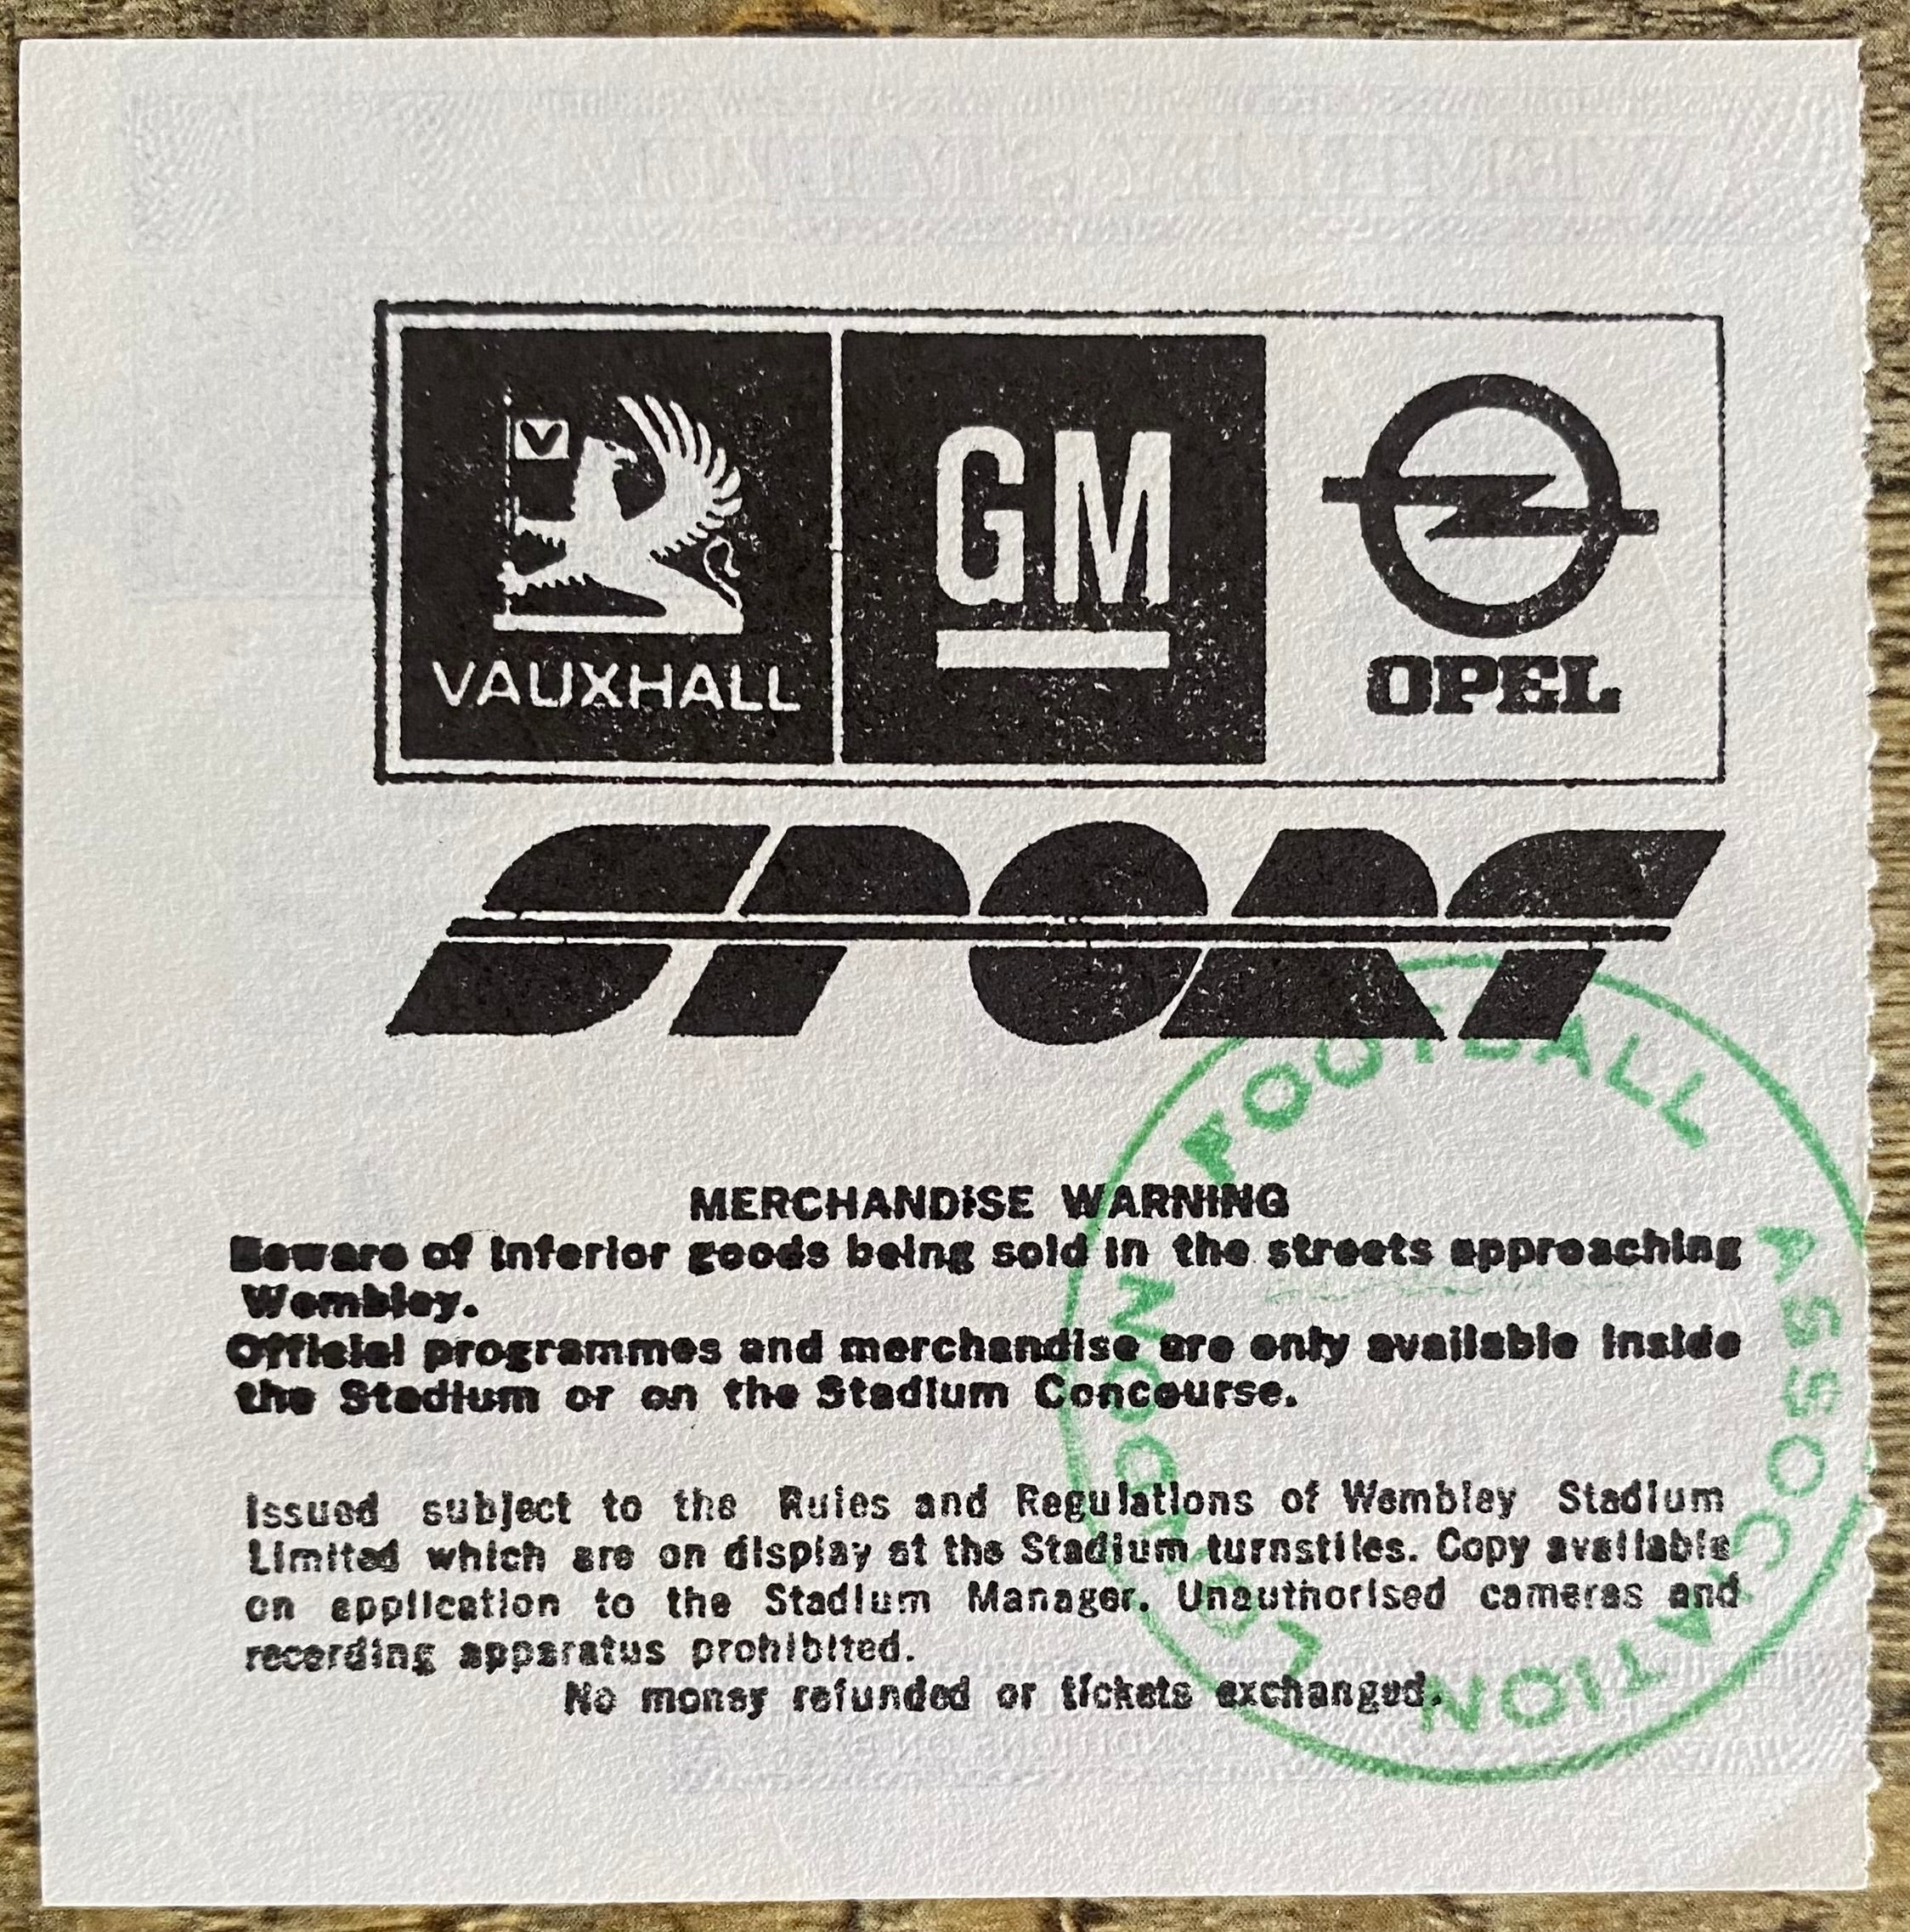 V
VAUXHALL
GM
OPEL
SPORT
FOOTBALL ASSOCIATION
LONDON
MERCHANDISE WARNING
Beware of inferior goods being sold in the streets approaching
Wembley.
Official programmes and merchandise are only available inside
the Stadium or on the Stadium Concourse.
Issued subject to the Rules and Regulations of Wembley Stadium
Limited which are on display at the Stadium turnstiles. Copy available
on application to the Stadium Manager. Unauthorised cameras and
recording apparatus prohibited.
No money refunded or tickets exchanged.